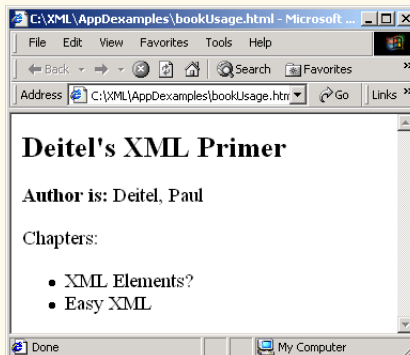 C:\XML\AppDexamples\bookUsage.html - Microsoft ...
File Edit View Favorites Tools Help
Back Search Favorites »
Address C:\XML\AppDexamples\bookUsage.htm Go Links »
Deitel's XML Primer
Author is: Deitel, Paul
Chapters:
• XML Elements?
• Easy XML
Done My Computer